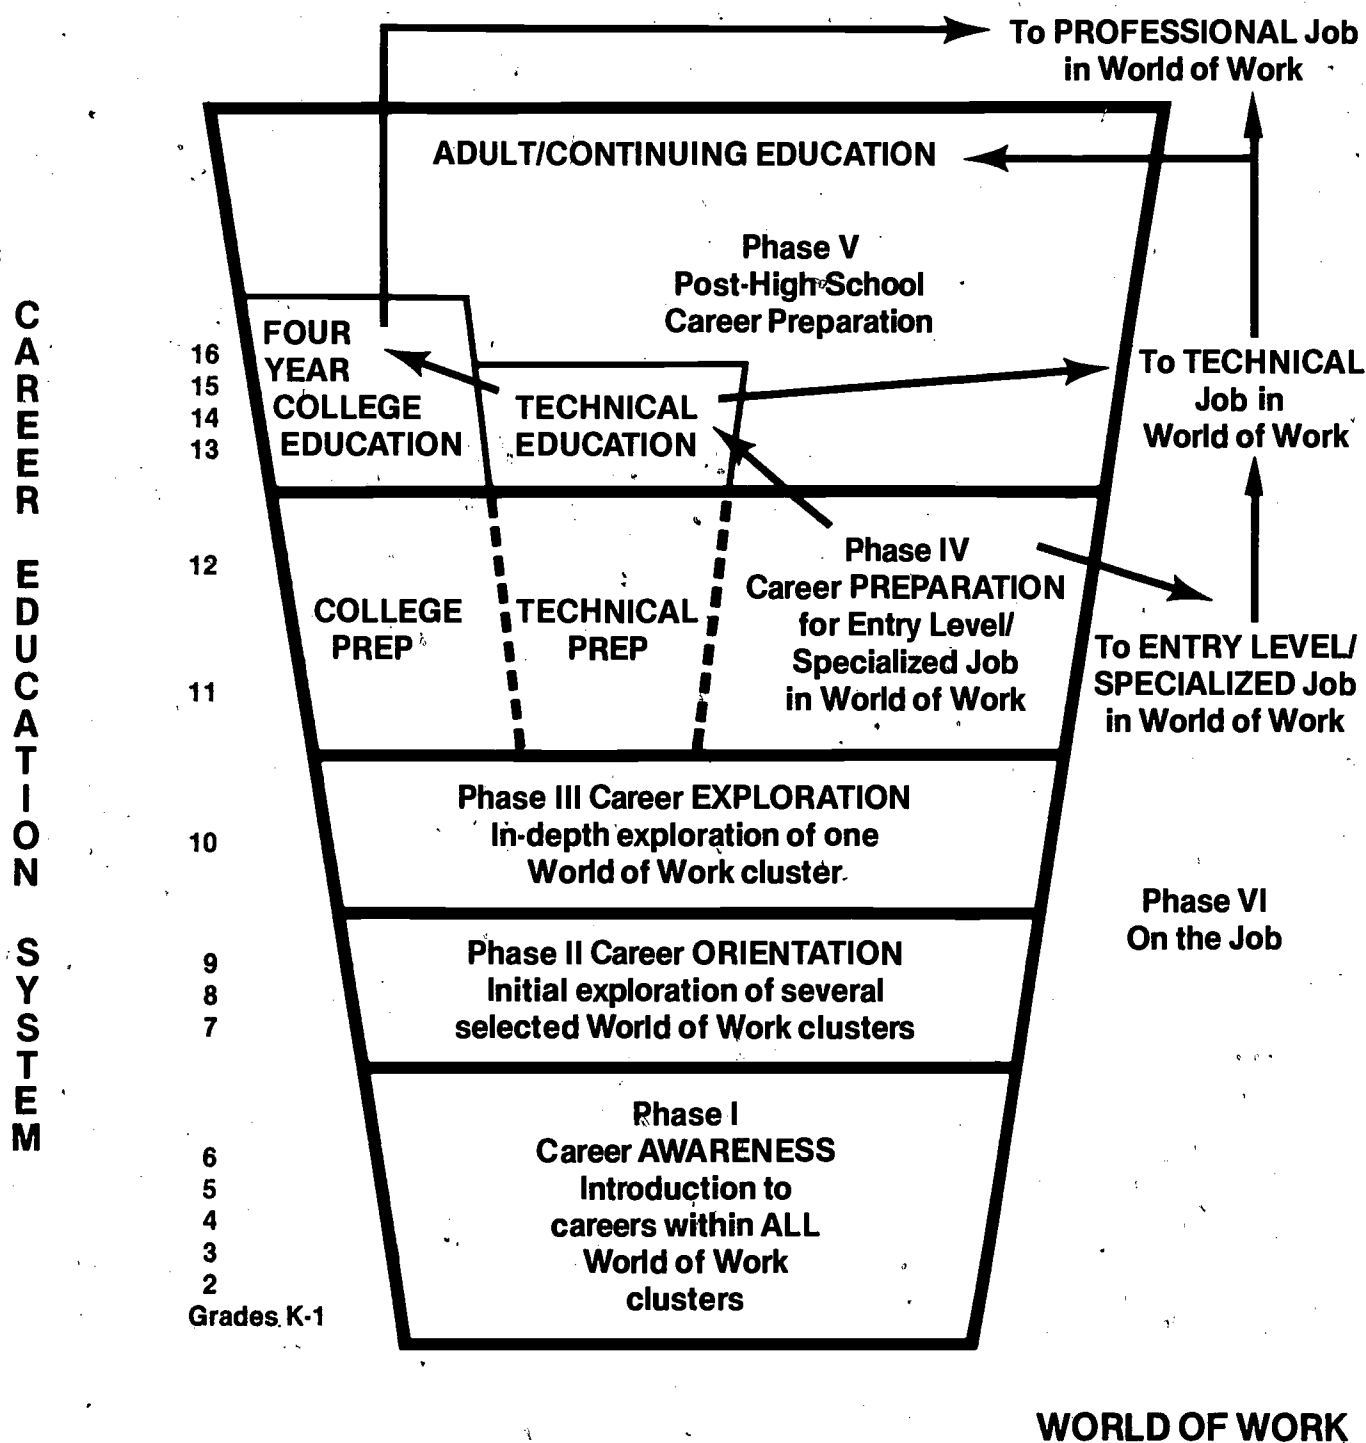 To PROFESSIONAL Job
in World of Work
ADULT/CONTINUING EDUCATION
Phase V
Post-High-School
Career Preparation
FOUR
YEAR
COLLEGE
EDUCATION
16
15
14
13
TECHNICAL
EDUCATION
To TECHNICAL
Job in
World of Work
12
11
COLLEGE
PREP
TECHNICAL
PREP
Phase IV
Career PREPARATION
for Entry Level/
Specialized Job
in World of Work
To ENTRY LEVEL/
SPECIALIZED Job
in World of Work
10
Phase III Career EXPLORATION
In-depth exploration of one
World of Work cluster
Phase VI
On the Job
9
8
7
Phase II Career ORIENTATION
Initial exploration of several
selected World of Work clusters
6
5
4
3
2
Grades K-1
Phase I
Career AWARENESS
Introduction to
careers within ALL
World of Work
clusters
CAREER EDUCATION SYSTEM
WORLD OF WORK